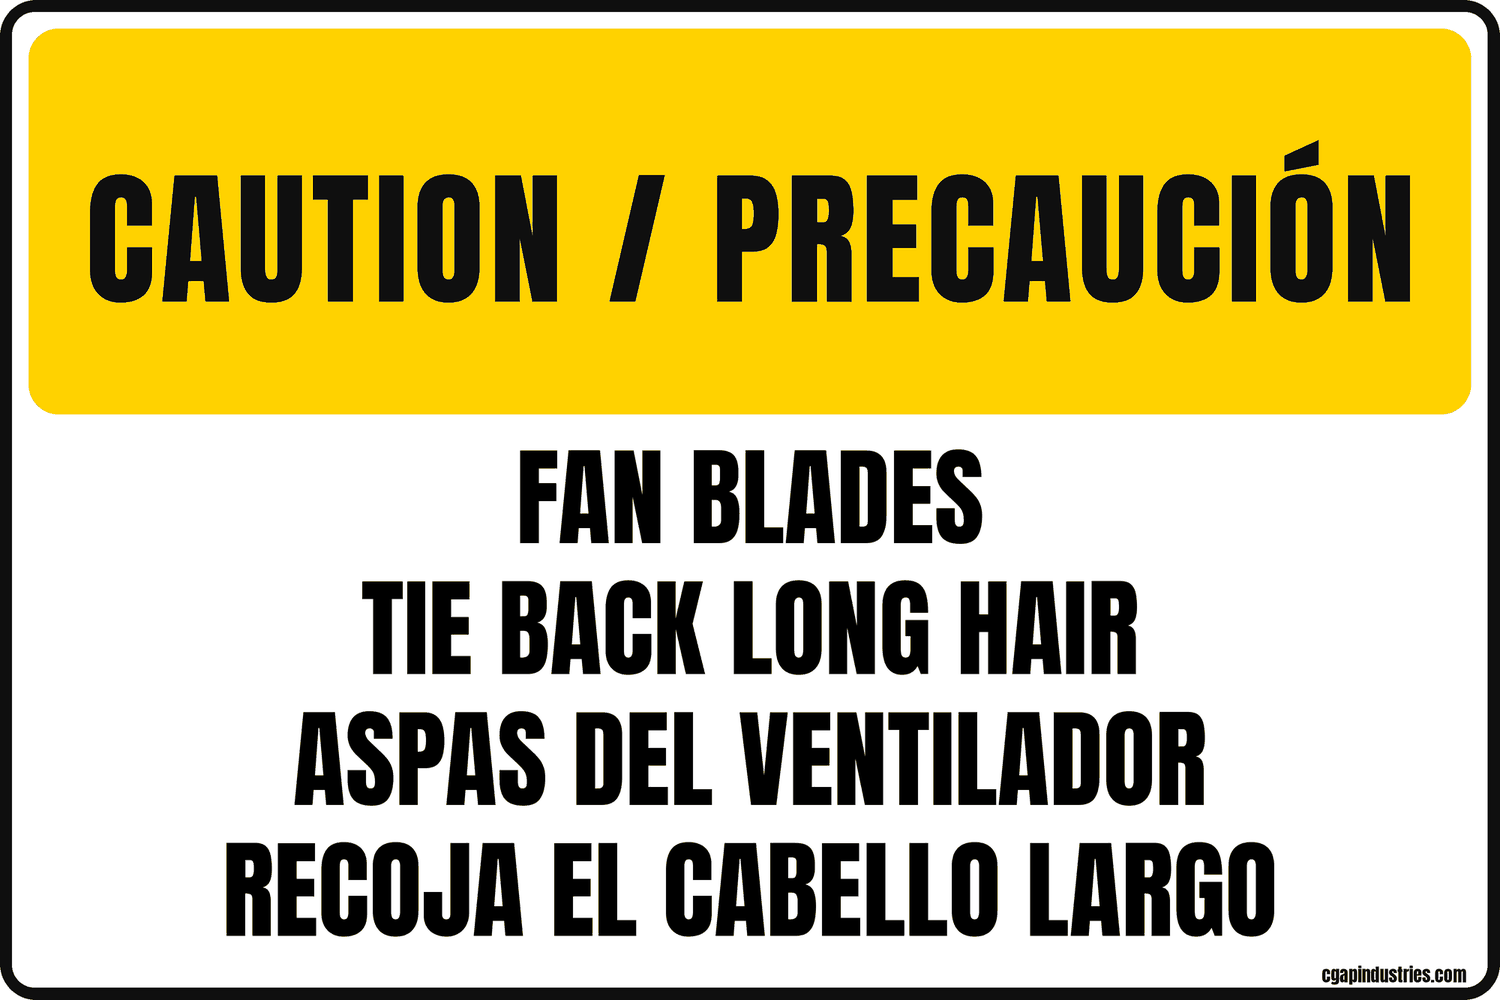 CAUTION / PRECAUCIÓN
FAN BLADES
TIE BACK LONG HAIR
ASPAS DEL VENTILADOR
RECOJA EL CABELLO LARGO
cgapindustries.com